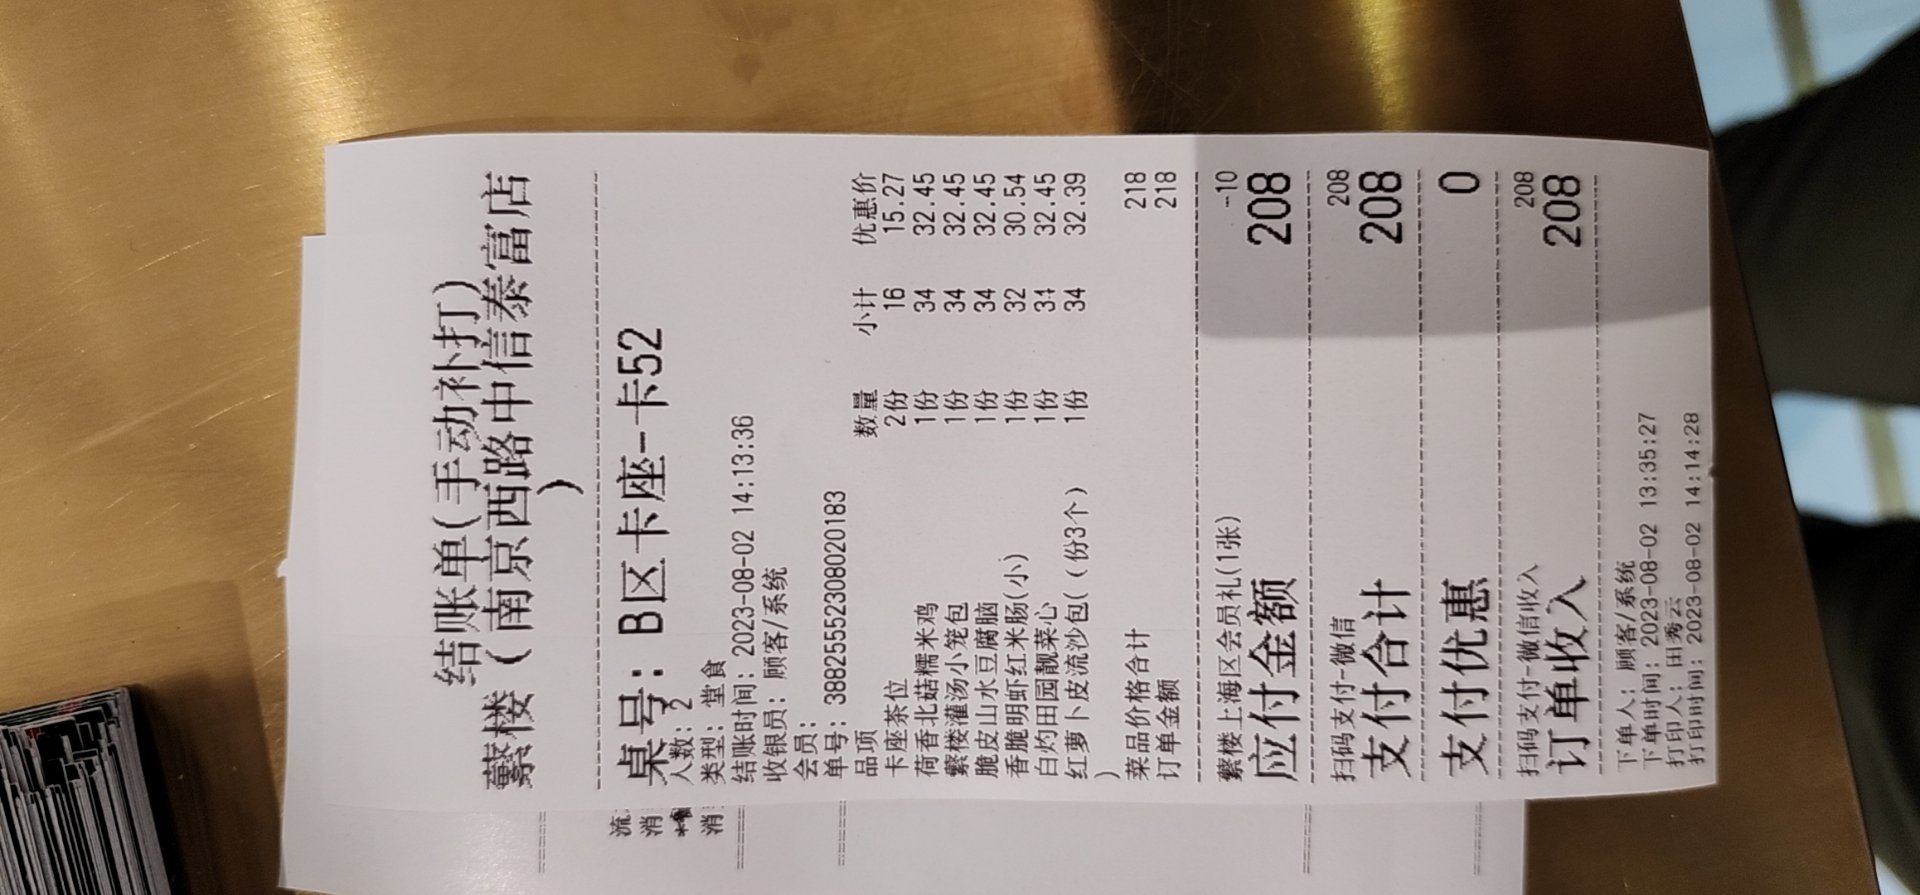 结账单(手动补打)
蘩楼（南京西路中信泰富店
）
桌号：B区卡座-卡52
人数：2
类型：堂食
结账时间：2023-08-02 14:13:36
收银员：顾客/系统
会员：
单号：3882555230802018​3
品项 数量 小计 优惠价
卡座茶位 2份 16 15.27
荷香北菇糯米鸡 1份 34 32.45
蘩楼灌汤小笼包 1份 34 32.45
脆皮山水豆腐脑 1份 34 32.45
香脆明虾红米肠(小) 1份 32 30.54
白灼田园靓菜心 1份 34 32.45
红萝卜皮流沙包(（份3个） 1份 34 32.39
)
菜品价格合计 218
订单金额 218
蘩楼上海区会员礼(1张) -10
应付金额 208
扫码支付-微信 208
支付合计 208
支付优惠 0
扫码支付-微信收入 208
订单收入 208
下单人：顾客/系统
下单时间：2023-08-02 13:35:27
打印人：田秀云
打印时间：2023-08-02 14:14:28
流
消
消